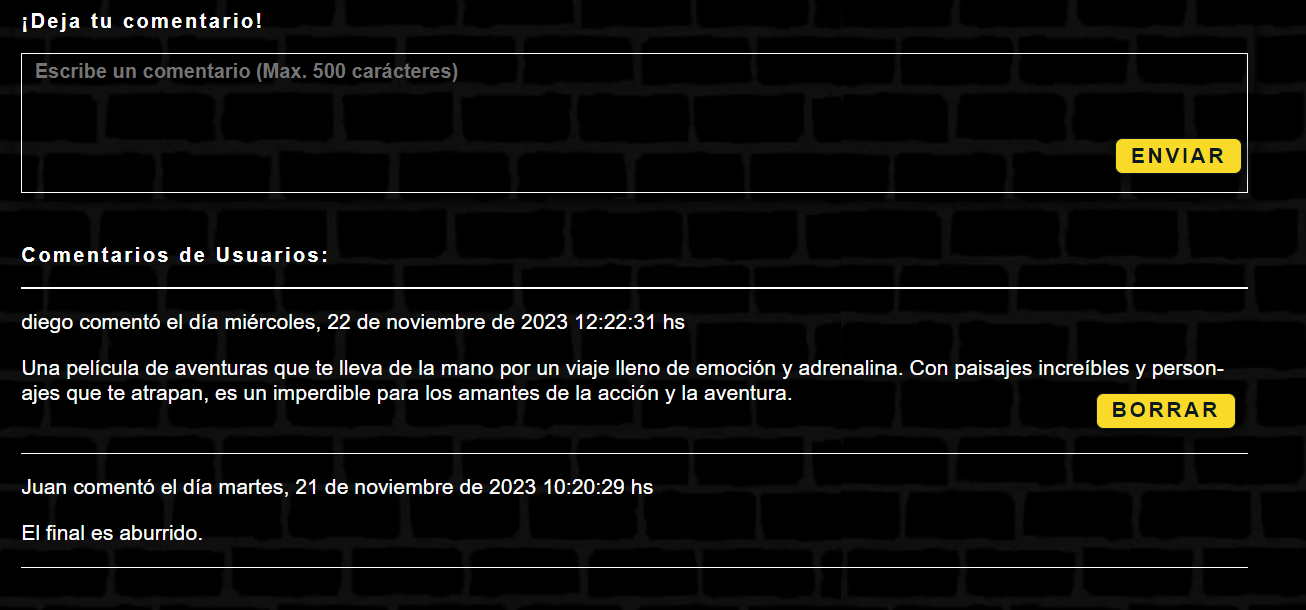 ¡Deja tu comentario!
Escribe un comentario (Max. 500 carácteres)
ENVIAR
Comentarios de Usuarios:
diego comentó el día miércoles, 22 de noviembre de 2023 12:22:31 hs
Una película de aventuras que te lleva de la mano por un viaje lleno de emoción y adrenalina. Con paisajes increíbles y person-
ajes que te atrapan, es un imperdible para los amantes de la acción y la aventura.
BORRAR
Juan comentó el día martes, 21 de noviembre de 2023 10:20:29 hs
El final es aburrido.